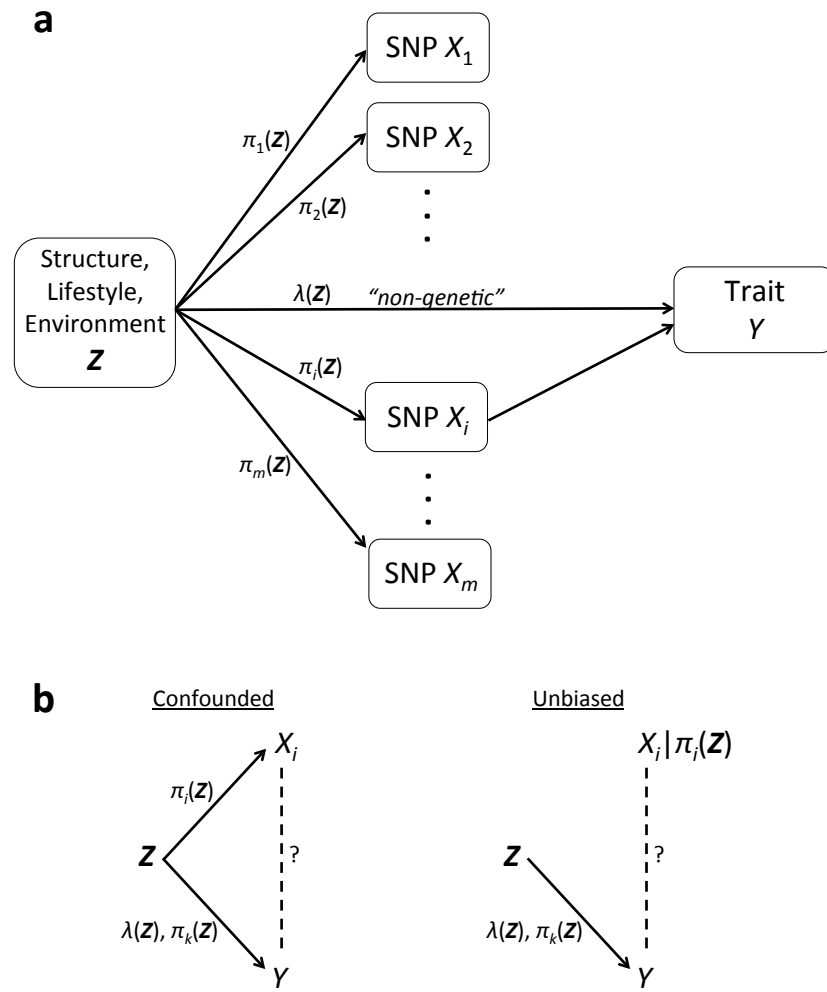 a
SNP X₁
SNP X₂
π₁(Z)
π₂(Z)
Structure,
Lifestyle,
Environment
Z
λ(Z) “non-genetic”
Trait
Y
πᵢ(Z)
SNP Xᵢ
πₘ(Z)
SNP Xₘ
b
Confounded
Xᵢ
πᵢ(Z)
Z
?
λ(Z), πₖ(Z)
Y
Unbiased
Xᵢ|πᵢ(Z)
Z
?
λ(Z), πₖ(Z)
Y